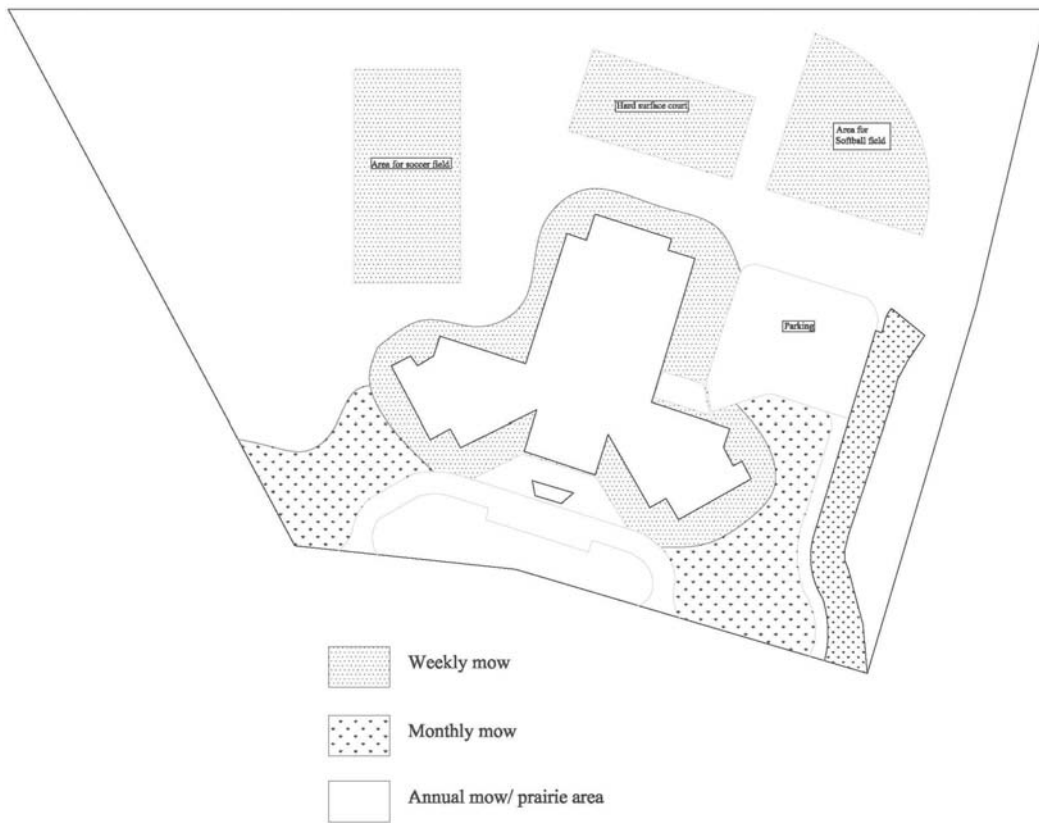 Hard surface court
Area for
Softball field
Area for soccer field
Parking
Weekly mow
Monthly mow
Annual mow/ prairie area